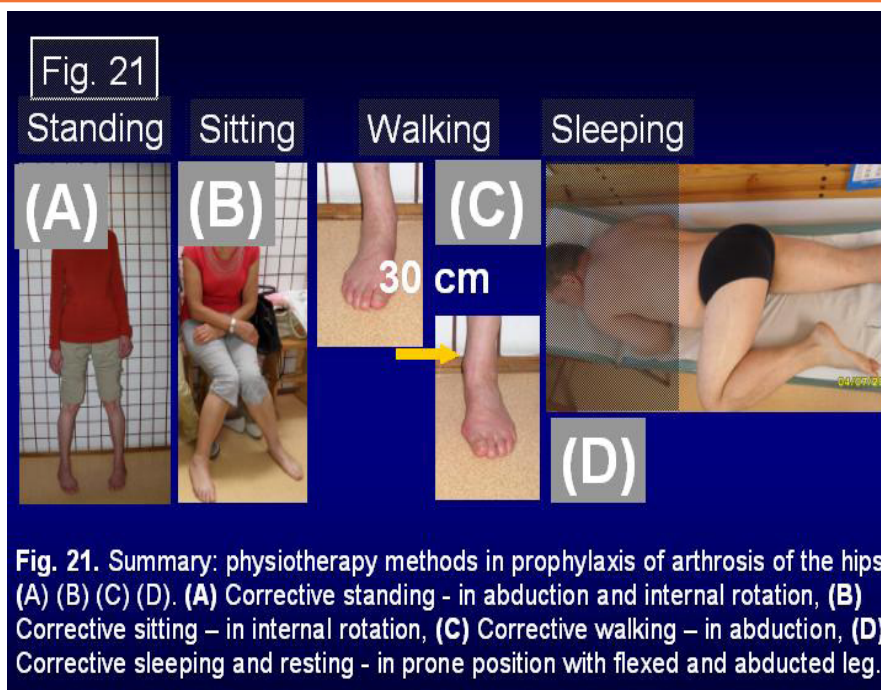 Fig. 21
Standing Sitting Walking Sleeping
(A) (B) (C)
30 cm
(D)
Fig. 21. Summary: physiotherapy methods in prophylaxis of arthrosis of the hips
(A) (B) (C) (D). (A) Corrective standing - in abduction and internal rotation, (B)
Corrective sitting – in internal rotation, (C) Corrective walking – in abduction, (D)
Corrective sleeping and resting - in prone position with flexed and abducted leg.